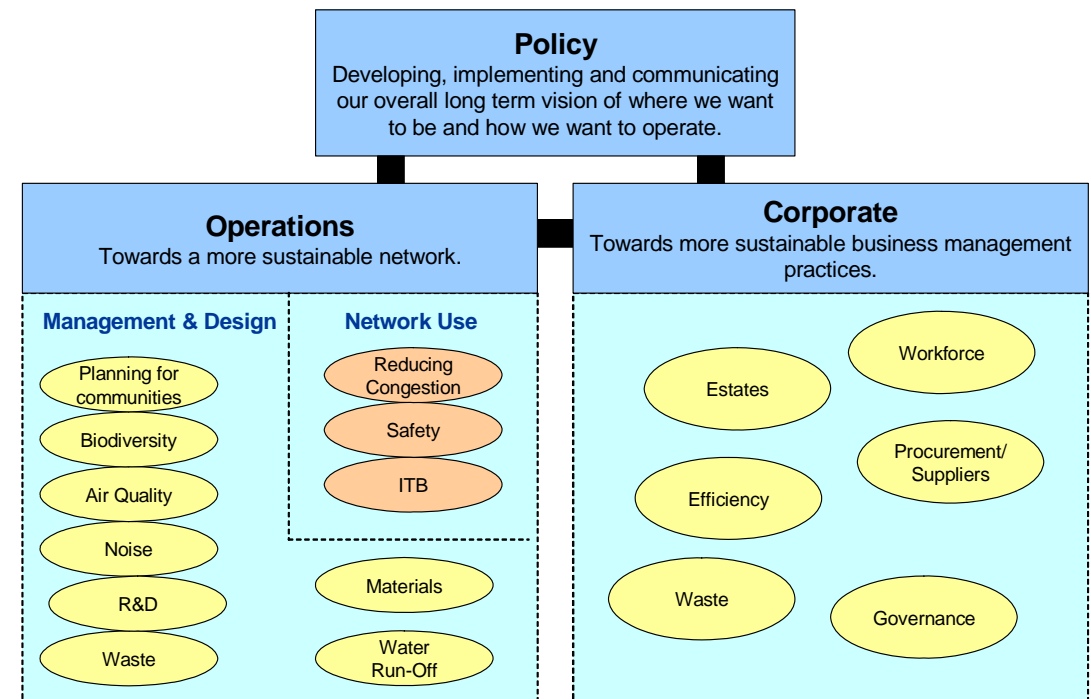 Policy
Developing, implementing and communicating
our overall long term vision of where we want
to be and how we want to operate.
Operations
Towards a more sustainable network.
Corporate
Towards more sustainable business management
practices.
Management & Design
Planning for
communities
Biodiversity
Air Quality
Noise
R&D
Waste
Network Use
Reducing
Congestion
Safety
ITB
Materials
Water
Run-Off
Workforce
Estates
Procurement/
Suppliers
Efficiency
Waste
Governance